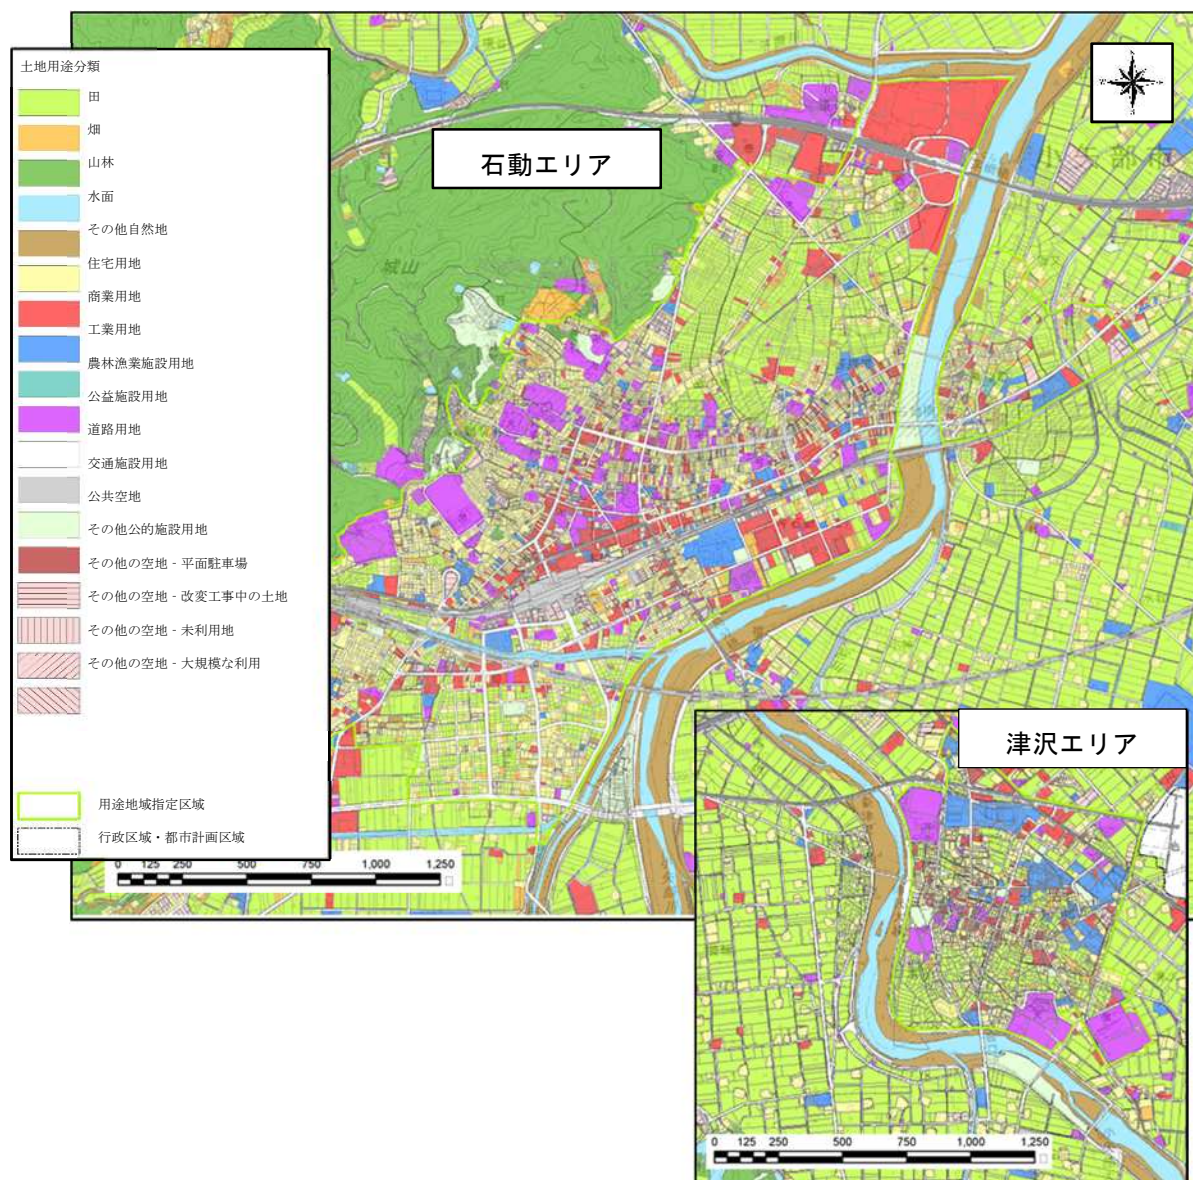 土地用途分類
田
畑
山林
水面
その他自然地
住宅用地
商業用地
工業用地
農林漁業施設用地
公益施設用地
道路用地
交通施設用地
公共空地
その他公的施設用地
その他の空地 - 平面駐車場
その他の空地 - 改変工事中の土地
その他の空地 - 未利用地
その他の空地 - 大規模な利用
用途地域指定区域
行政区域・都市計画区域
石動エリア
城山
0 125 250 500 750 1,000 1,250
津沢エリア
0 125 250 500 750 1,000 1,250